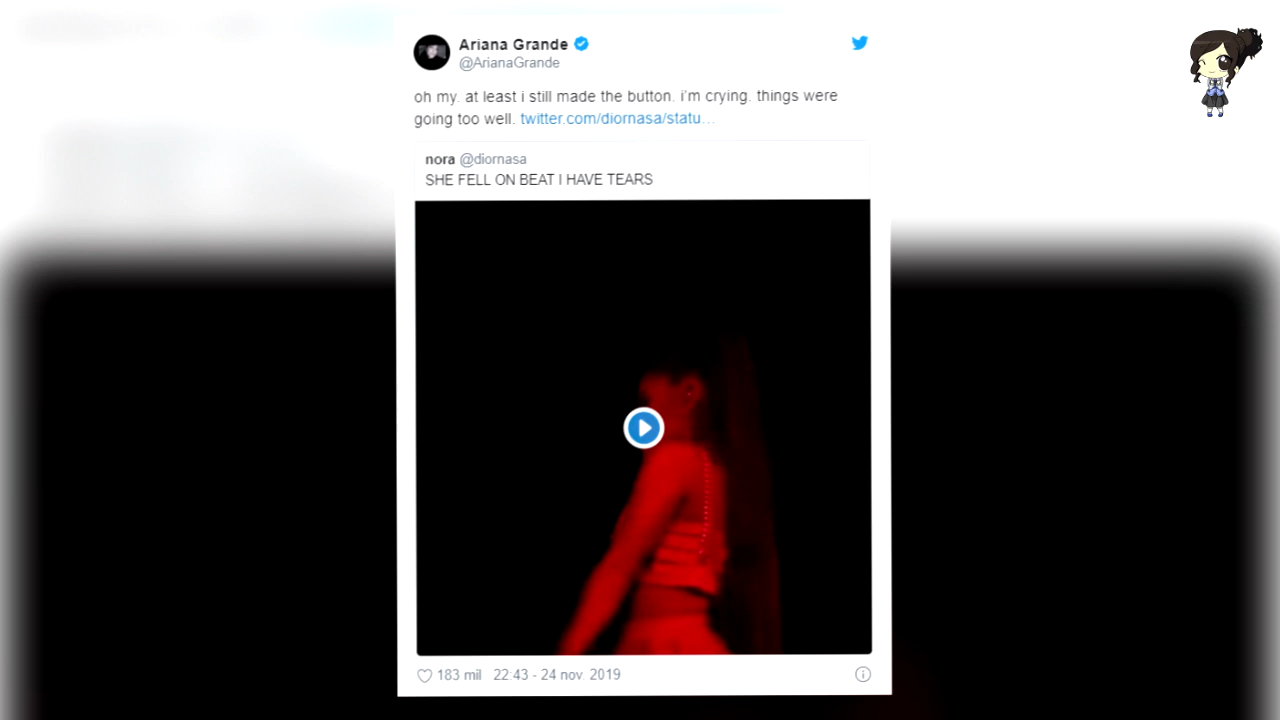 Ariana Grande
@ArianaGrande
oh my. at least i still made the button. i'm crying. things were
going too well. twitter.com/diornasa/statu…
nora @diornasa
SHE FELL ON BEAT I HAVE TEARS
183 mil 22:43 - 24 nov. 2019